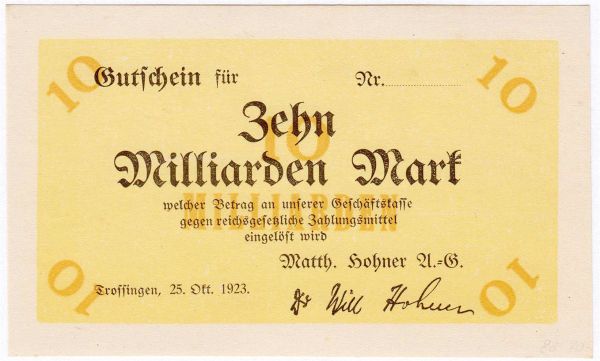 10 10
Gutschein für Nr.
Zehn
10
Milliarden Mark
welcher Betrag an unserer Geschäftskasse
gegen reichsgesetzliche Zahlungsmittel
MILLIARDEN
eingelöst wird
Matth. Hohner A.-G.
Trossingen, 25. Okt. 1923.
Dr Will Hohner
10 10